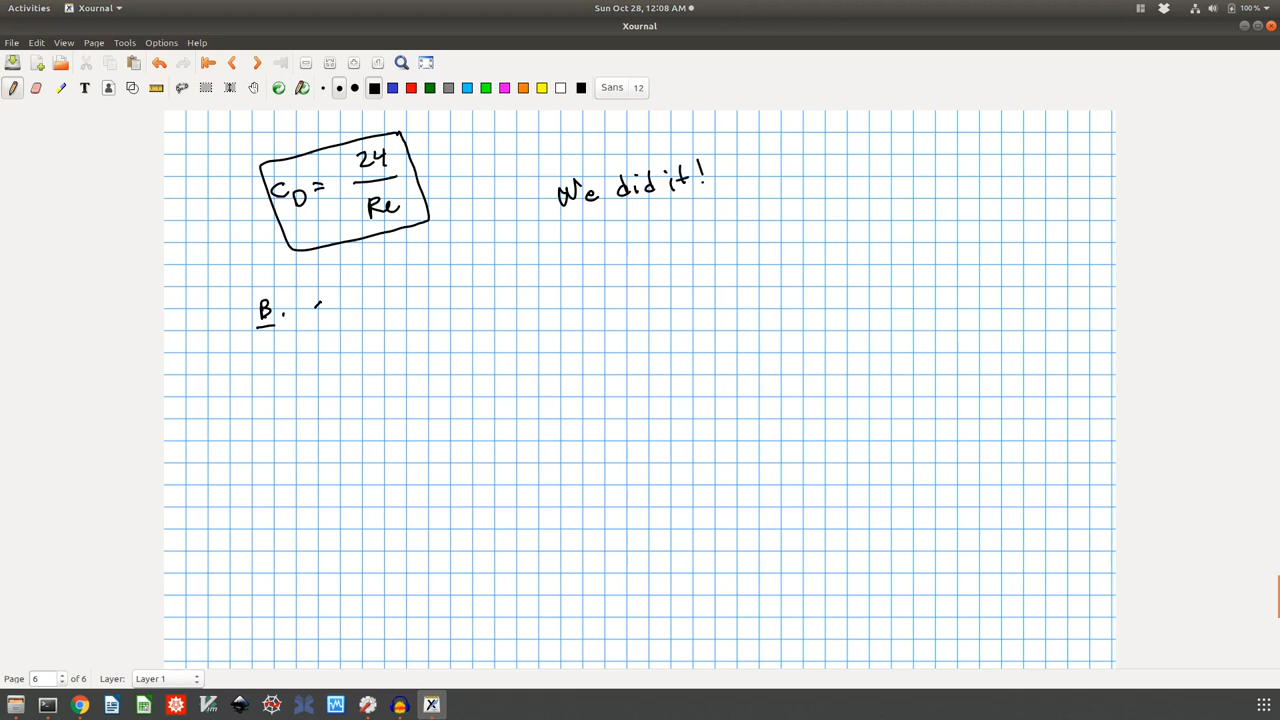 Activities
Xournal
Sun Oct 28, 12:08 AM
100 %
Xournal
File Edit View Page Tools Options Help
Sans 12
C_D = 24 / Re
We did it!
B.
Page 6 of 6 Layer: Layer 1